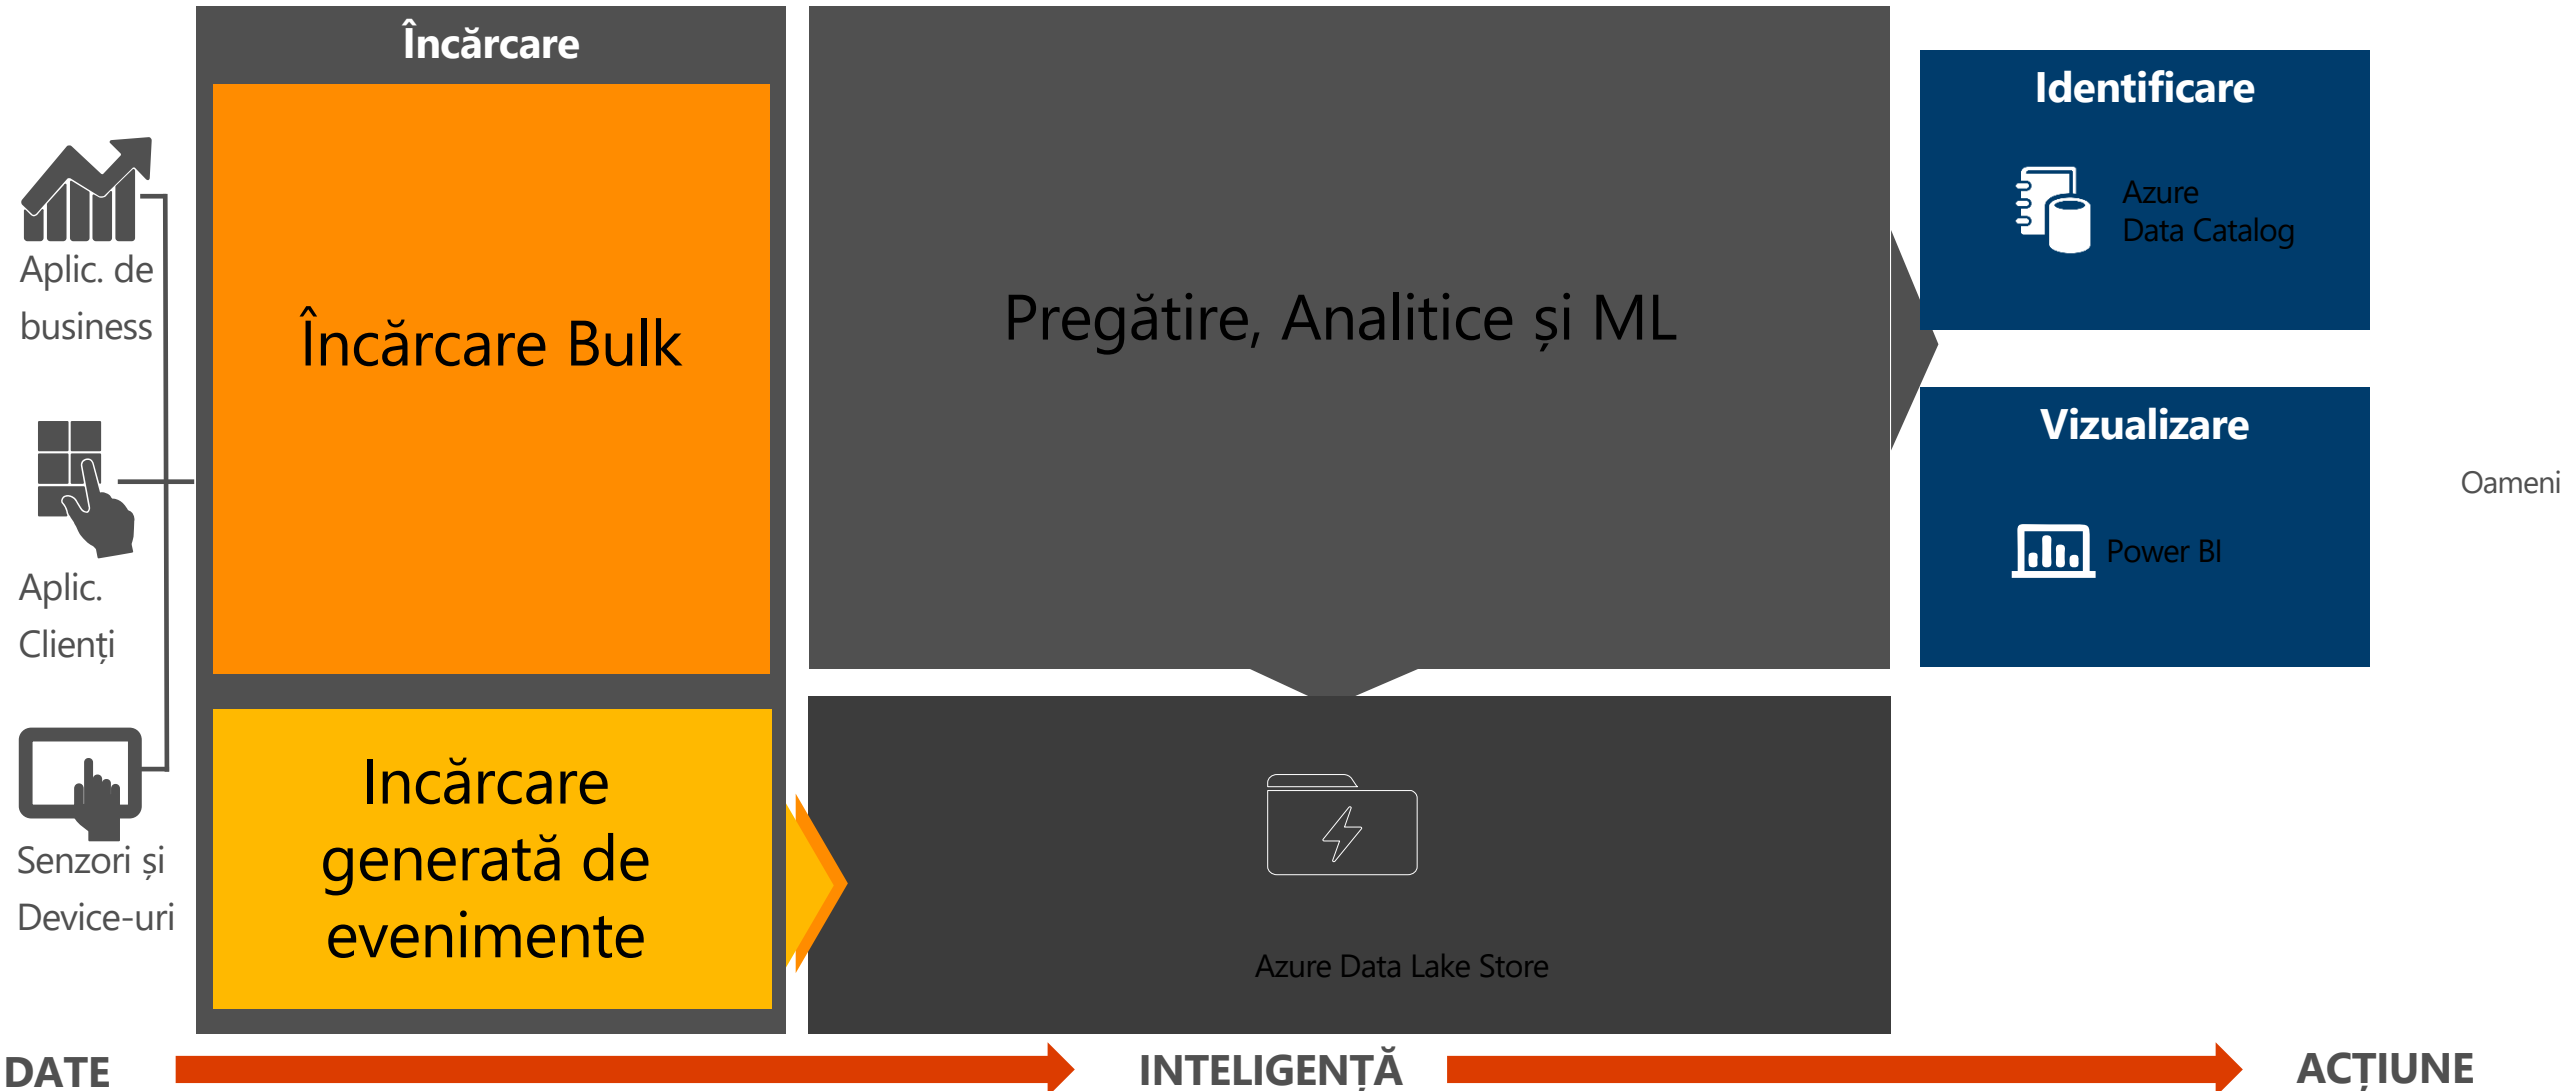 Încărcare
Încărcare Bulk
Incărcare
generată de
evenimente
Aplic. de
business
Aplic.
Clienți
Senzori și
Device-uri
Pregătire, Analitice și ML
Azure Data Lake Store
Identificare
Azure
Data Catalog
Vizualizare
Power BI
Oameni
DATE
INTELIGENȚĂ
ACȚIUNE